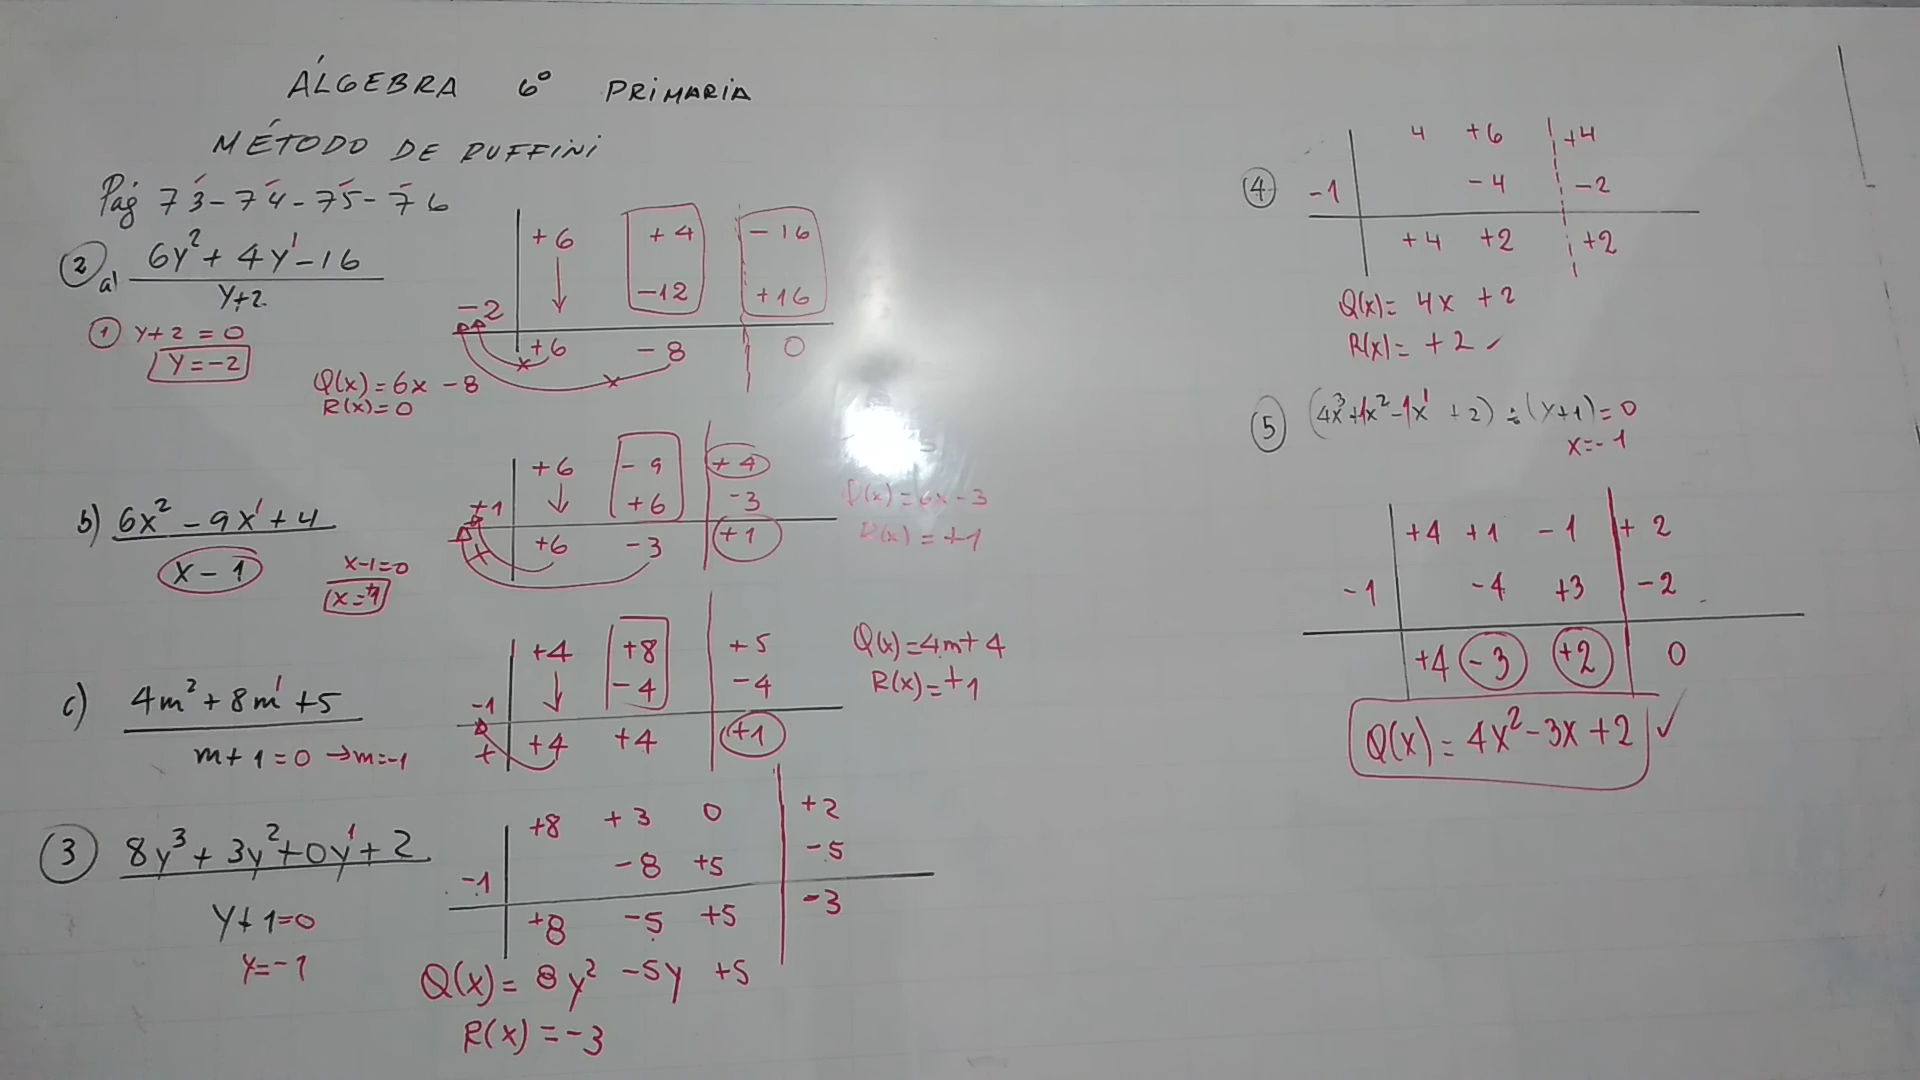 ÁLGEBRA 6° PRIMARIA
MÉTODO DE RUFFINI
Pág 73-74-75-76
② a) 6y² + 4y¹ - 16
y+2
① y+2 = 0
y = -2
+6 +4 -16
-12 +16
-2
+6 -8 0
Q(x) = 6x - 8
R(x) = 0
b) 6x² - 9x¹ + 4
x - 1
x-1=0
x=+1
+6 -9 +4
+1 +6 -3
+6 -3 +1
Q(x) = 6x - 3
R(x) = +1
c) 4m² + 8m¹ + 5
m + 1 = 0 → m=-1
+4 +8 +5
-4 -4
-1
+4 +4 +1
Q(x) = 4m + 4
R(x) = +1
③ 8y³ + 3y² + 0y¹ + 2
y + 1 = 0
y = -1
+8 +3 0 +2
-8 +5 -5
-1
+8 -5 +5 -3
Q(x) = 8y² - 5y + 5
R(x) = -3
④ 4 +6 +4
-1 -4 -2
+4 +2 +2
Q(x) = 4x + 2
R(x) = +2 ✓
⑤ (4x³+1x²-1x¹ + 2) ÷ (x+1) = 0
x=-1
+4 +1 -1 + 2
-1 -4 +3 -2
+4 -3 +2 0
Q(x) = 4x² - 3x + 2 ✓